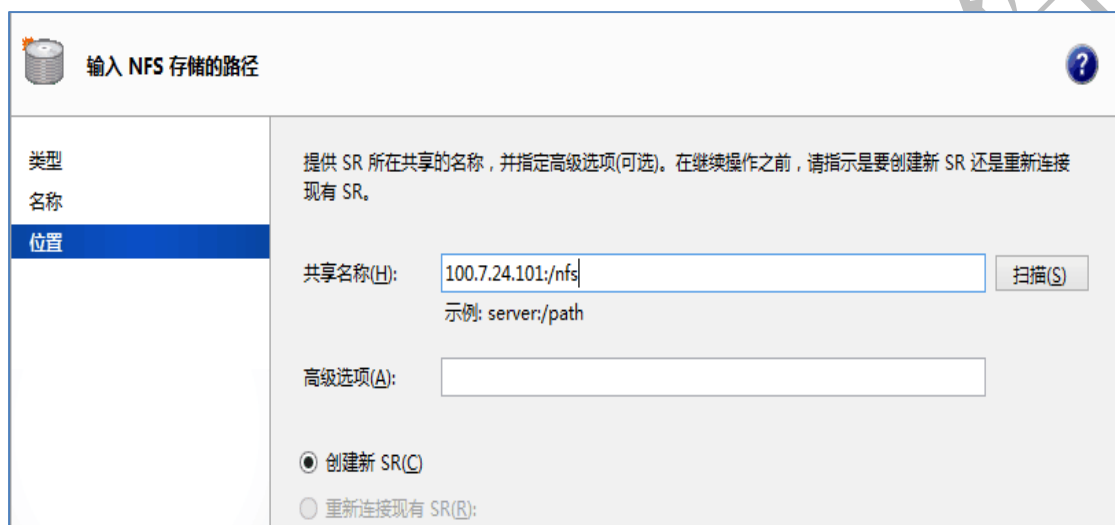 输入 NFS 存储的路径
?
类型
名称
位置
提供 SR 所在共享的名称,并指定高级选项(可选)。在继续操作之前,请指示是要创建新 SR 还是重新连接
现有 SR。
共享名称(H): 100.7.24.101:/nfs 扫描(S)
示例: server:/path
高级选项(A):
创建新 SR(C)
重新连接现有 SR(R):